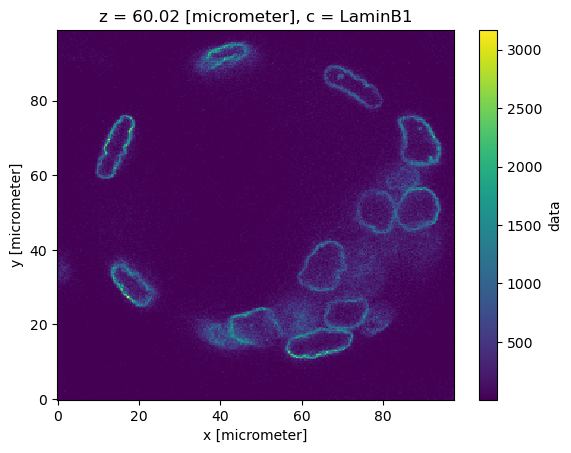 z = 60.02 [micrometer], c = LaminB1
80
60
40
20
0
y [micrometer]
0 20 40 60 80
x [micrometer]
3000
2500
2000
1500
1000
500
data